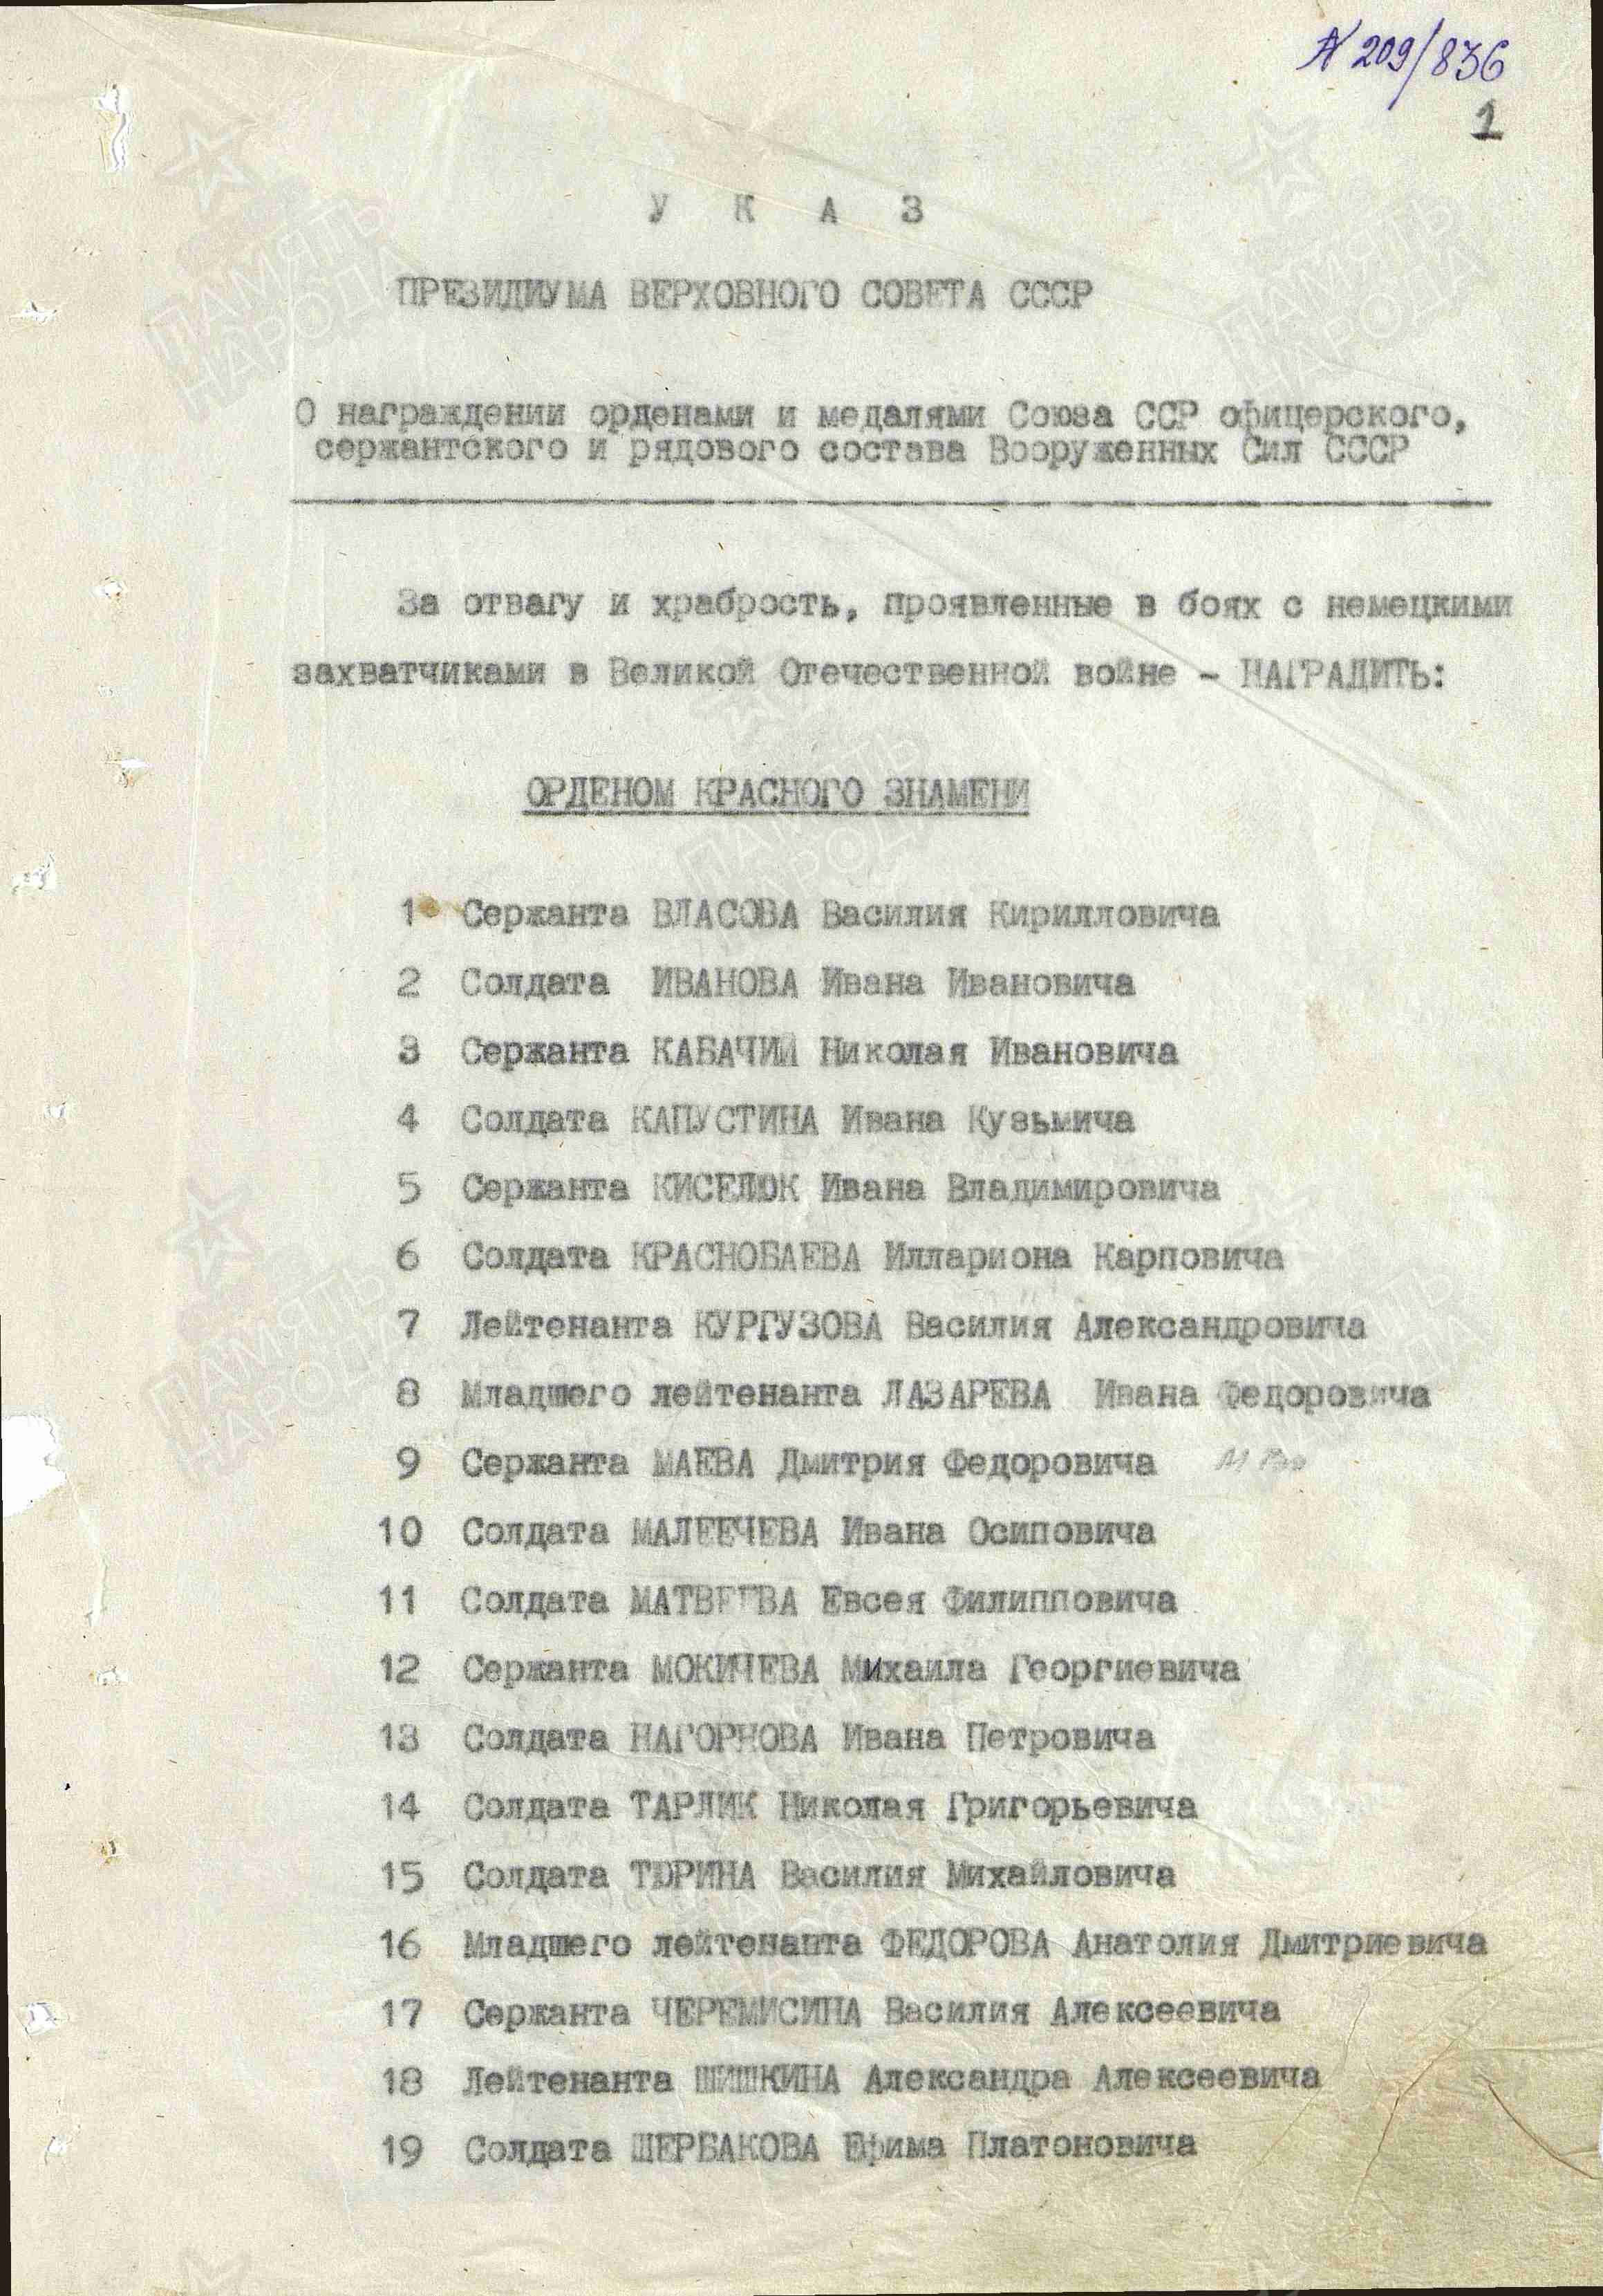 № 209/836
1
У К А З
ПРЕЗИДИУМА ВЕРХОВНОГО СОВЕТА СССР
О награждении орденами и медалями Союза ССР офицерского,
сержантского и рядового состава Вооруженных Сил СССР
За отвагу и храбрость, проявленные в боях с немецкими
захватчиками в Великой Отечественной войне - НАГРАДИТЬ:
ОРДЕНОМ КРАСНОГО ЗНАМЕНИ
1 Сержанта ВЛАСОВА Василия Кирилловича
2 Солдата ИВАНОВА Ивана Ивановича
3 Сержанта КАБАЧИЙ Николая Ивановича
4 Солдата КАПУСТИНА Ивана Кузьмича
5 Сержанта КИСЕЛЮК Ивана Владимировича
6 Солдата КРАСНОБАЕВА Иллариона Карповича
7 Лейтенанта КУРГУЗОВА Василия Александровича
8 Младшего лейтенанта ЛАЗАРЕВА Ивана Федоровича
9 Сержанта МАЕВА Дмитрия Федоровича
10 Солдата МАЛЕЕЧЕВА Ивана Осиповича
11 Солдата МАТВЕЕВА Евсея Филипповича
12 Сержанта МОКИЧЕВА Михаила Георгиевича
13 Солдата НАГОРНОВА Ивана Петровича
14 Солдата ТАРЛИК Николая Григорьевича
15 Солдата ТЮРИНА Василия Михайловича
16 Младшего лейтенанта ФЕДОРОВА Анатолия Дмитриевича
17 Сержанта ЧЕРЕМИСИНА Василия Алексеевича
18 Лейтенанта ШИШКИНА Александра Алексеевича
19 Солдата ЩЕРБАКОВА Ефима Платоновича
ПАМЯТЬ
НАРОДА